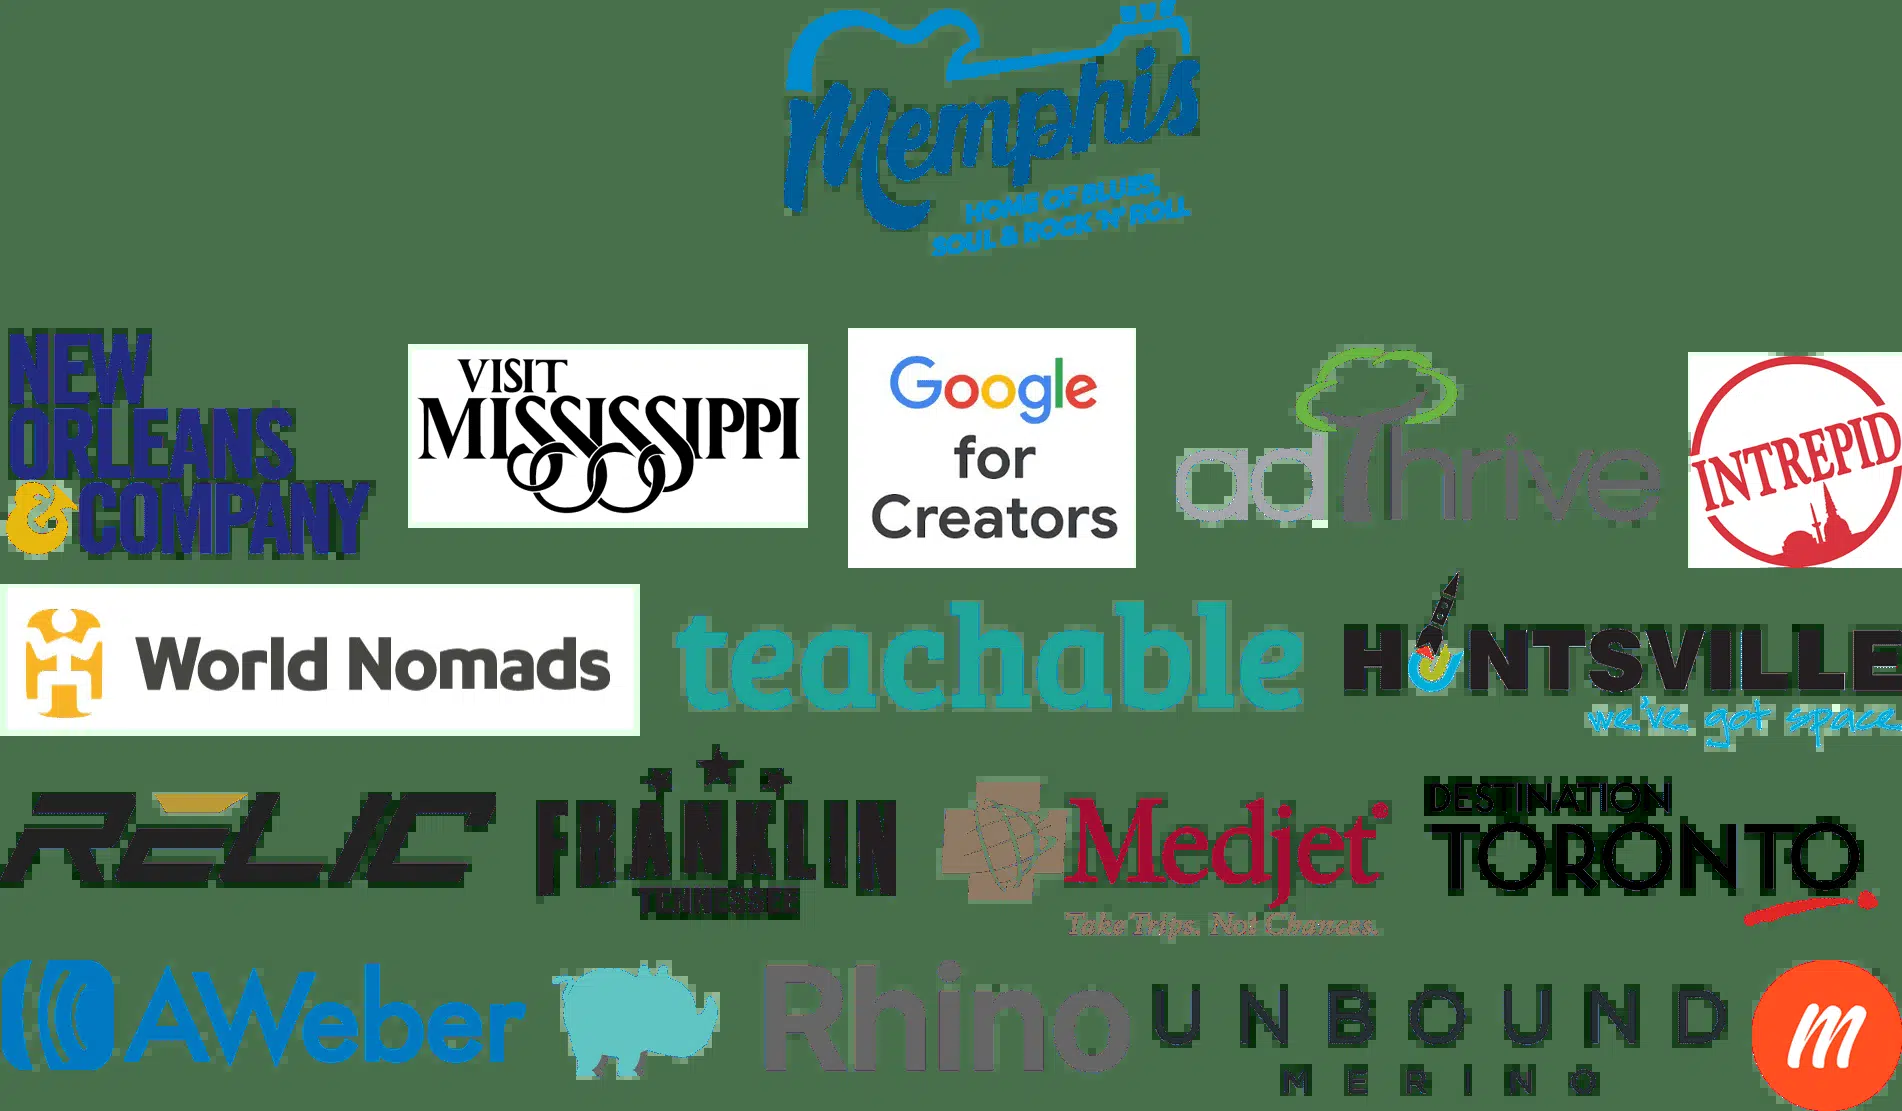 Memphis
HOME OF BLUES,
SOUL & ROCK 'N' ROLL
NEW
ORLEANS
& COMPANY
VISIT
MISSISSIPPI
Google
for
Creators
adThrive
INTREPID
World Nomads
teachable
HUNTSVILLE
we've got space
RELIC
FRANKLIN
TENNESSEE
Medjet®
Take Trips. Not Chances.
DESTINATION
TORONTO
AWeber
Rhino
UNBOUND
MERINO
m